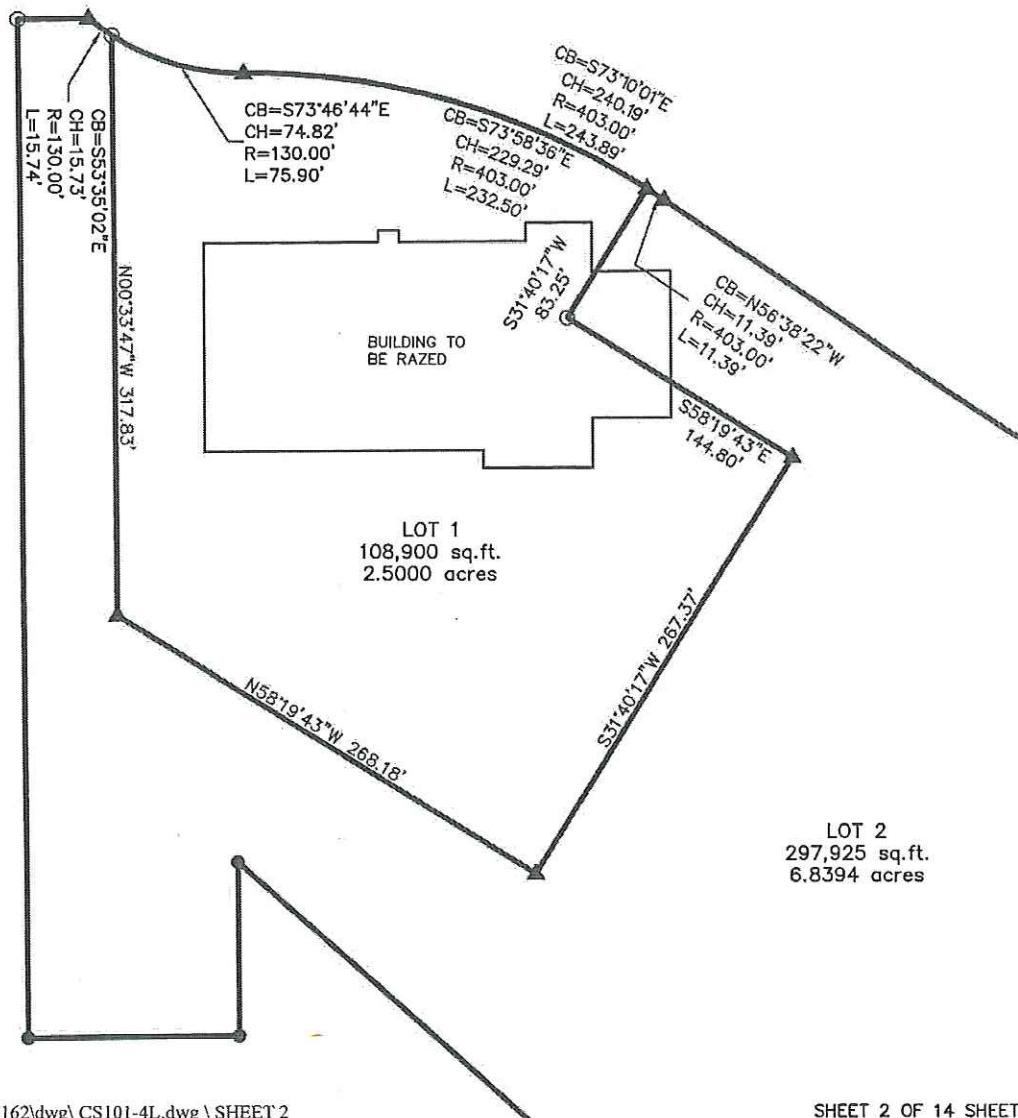 CB=S73°10'01"E
CH=240.19'
R=403.00'
L=243.89'
CB=S73°46'44"E
CH=74.82'
R=130.00'
L=75.90'
CB=S73°58'36"E
CH=229.29'
R=403.00'
L=232.50'
CB=S53°35'02"E
CH=15.73'
R=130.00'
L=15.74'
S31°40'17"W
83.25'
CB=N56°38'22"W
CH=11.39'
R=403.00'
L=11.39'
N00°33'47"W 317.83'
BUILDING TO
BE RAZED
S58°19'43"E
144.80'
LOT 1
108,900 sq.ft.
2.5000 acres
S31°40'17"W 267.37'
N58°19'43"W 268.18'
LOT 2
297,925 sq.ft.
6.8394 acres
162\dwg\ CS101-4L.dwg \ SHEET 2
SHEET 2 OF 14 SHEET